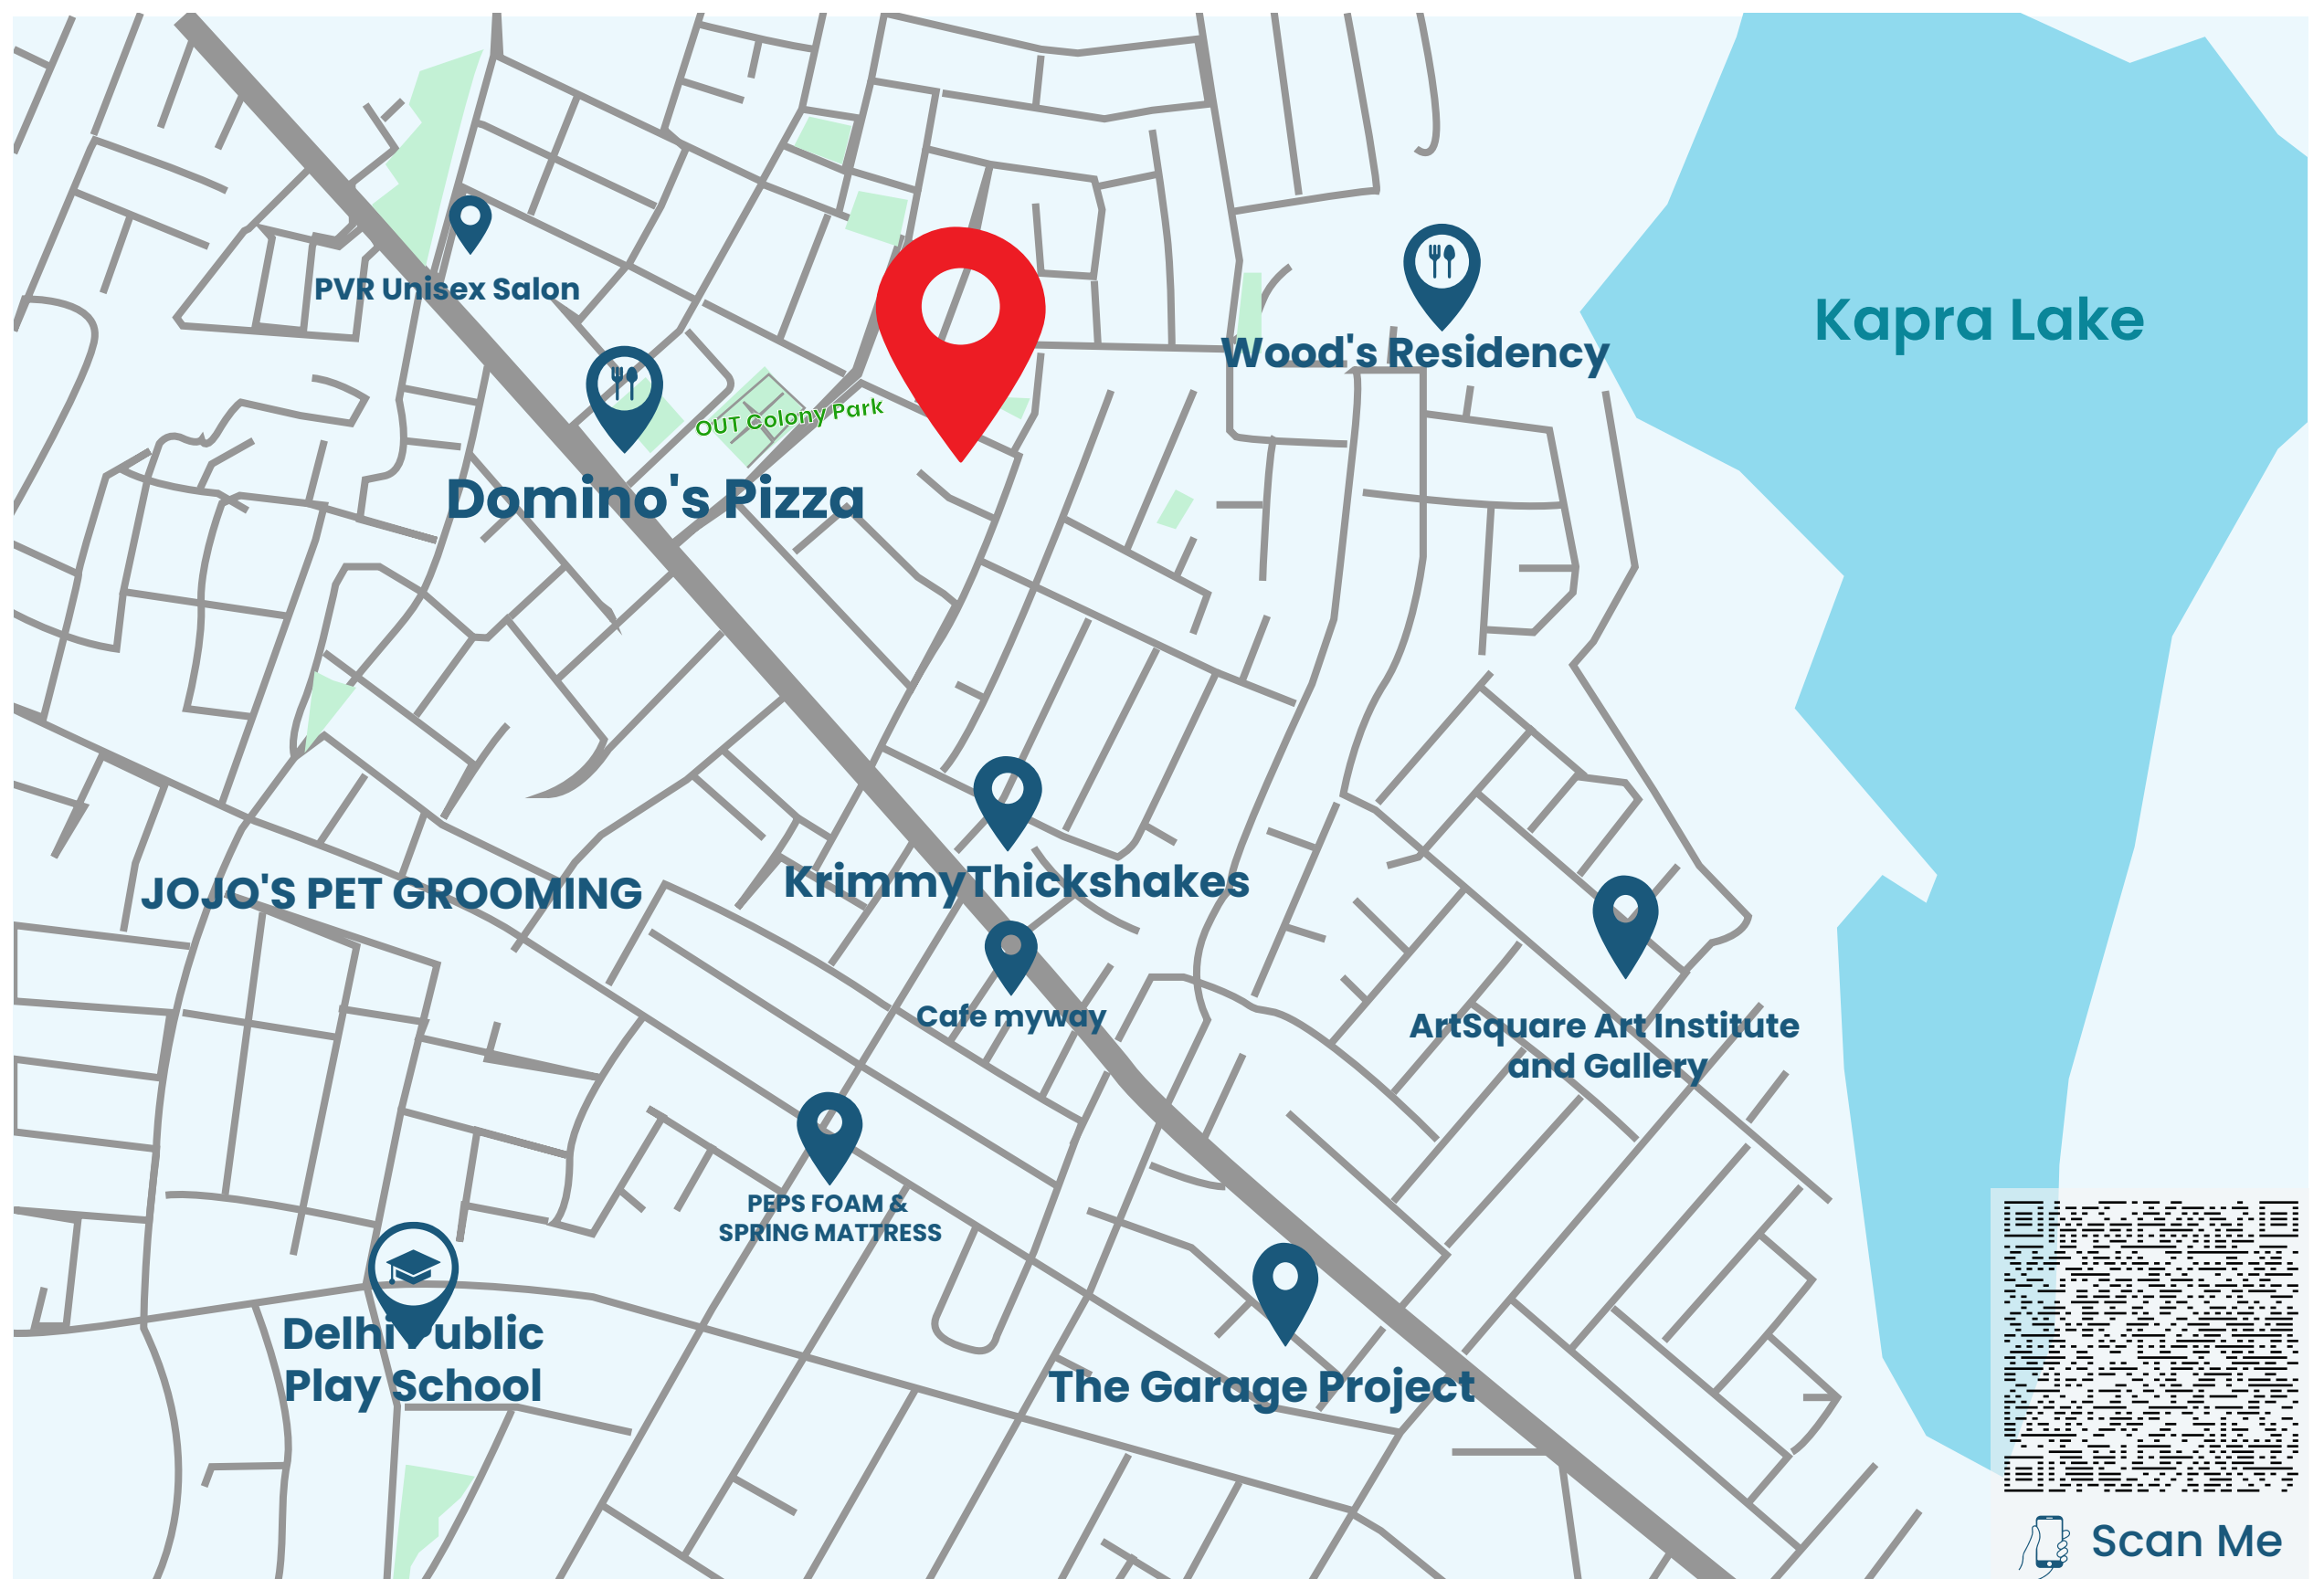 PVR Unisex Salon
Kapra Lake
Wood's Residency
OUT Colony Park
Domino's Pizza
KrimmyThickshakes
JOJO'S PET GROOMING
Cafe myway
ArtSquare Art Institute
and Gallery
PEPS FOAM &
SPRING MATTRESS
Delhi Public
Play School
The Garage Project
Scan Me